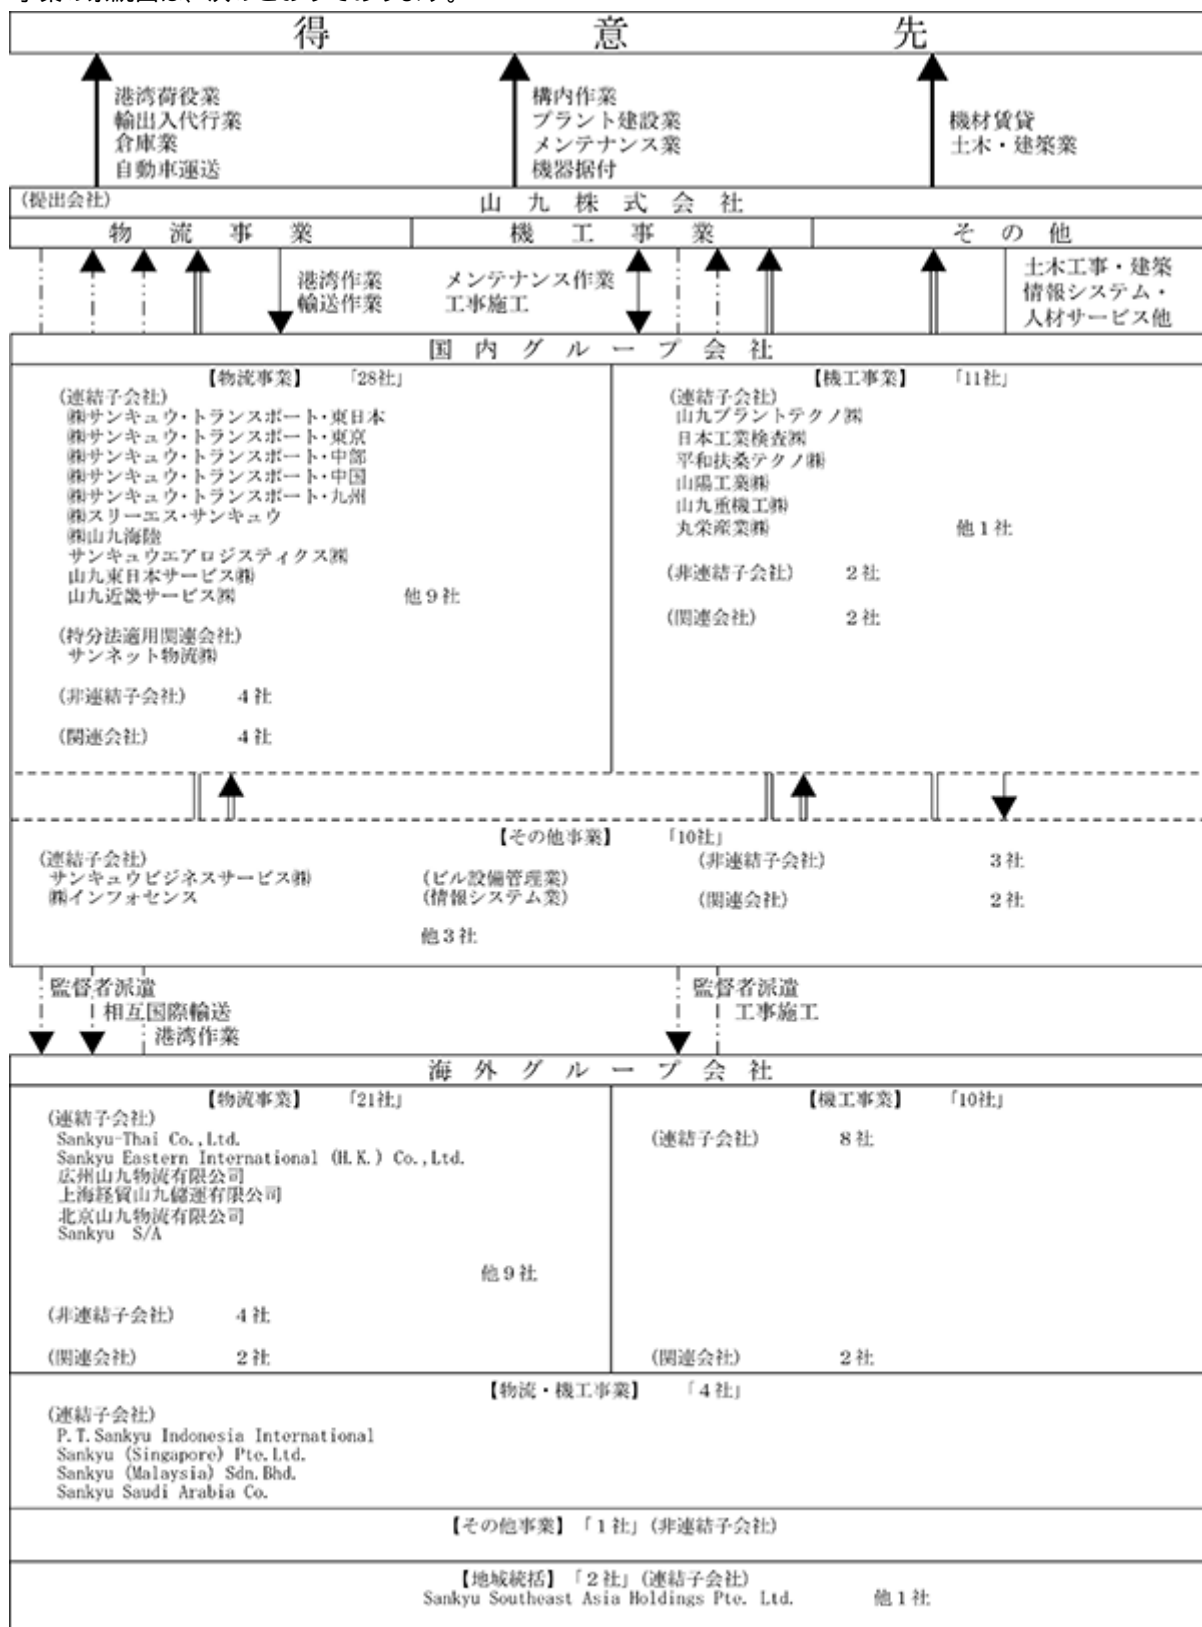 事業の系統図は、次のとおりであります。
得意先
港湾荷役業
輸出入代行業
倉庫業
自動車運送
構内作業
プラント建設業
メンテナンス業
機器据付
機材賃貸
土木・建築業
(提出会社)
山九株式会社
物流事業
機工事業
その他
港湾作業
輸送作業
メンテナンス作業
工事施工
土木工事・建築
情報システム・
人材サービス他
国内グループ会社
【物流事業】 「28社」
(連結子会社)
㈱サンキュウ・トランスポート・東日本
㈱サンキュウ・トランスポート・東京
㈱サンキュウ・トランスポート・中部
㈱サンキュウ・トランスポート・中国
㈱サンキュウ・トランスポート・九州
㈱スリーエス・サンキュウ
㈱山九海陸
サンキュウエアロジスティクス㈱
山九東日本サービス㈱
山九近畿サービス㈱ 他9社
(持分法適用関連会社)
サンネット物流㈱
(非連結子会社) 4社
(関連会社) 4社
【機工事業】 「11社」
(連結子会社)
山九プラントテクノ㈱
日本工業検査㈱
平和扶桑テクノ㈱
山陽工業㈱
山九重機工㈱
丸栄産業㈱ 他1社
(非連結子会社) 2社
(関連会社) 2社
【その他事業】 「10社」
(連結子会社)
サンキュウビジネスサービス㈱ (ビル設備管理業)
㈱インフォセンス (情報システム業)
他3社
(非連結子会社) 3社
(関連会社) 2社
監督者派遣
相互国際輸送
港湾作業
監督者派遣
工事施工
海外グループ会社
【物流事業】 「21社」
(連結子会社)
Sankyu-Thai Co.,Ltd.
Sankyu Eastern International (H.K.) Co.,Ltd.
広州山九物流有限公司
上海経貿山九儲運有限公司
北京山九物流有限公司
Sankyu S/A
他9社
(非連結子会社) 4社
(関連会社) 2社
【機工事業】 「10社」
(連結子会社) 8社
(関連会社) 2社
【物流・機工事業】 「4社」
(連結子会社)
P.T.Sankyu Indonesia International
Sankyu (Singapore) Pte.Ltd.
Sankyu (Malaysia) Sdn.Bhd.
Sankyu Saudi Arabia Co.
【その他事業】「1社」(非連結子会社)
【地域統括】「2社」(連結子会社)
Sankyu Southeast Asia Holdings Pte. Ltd. 他1社